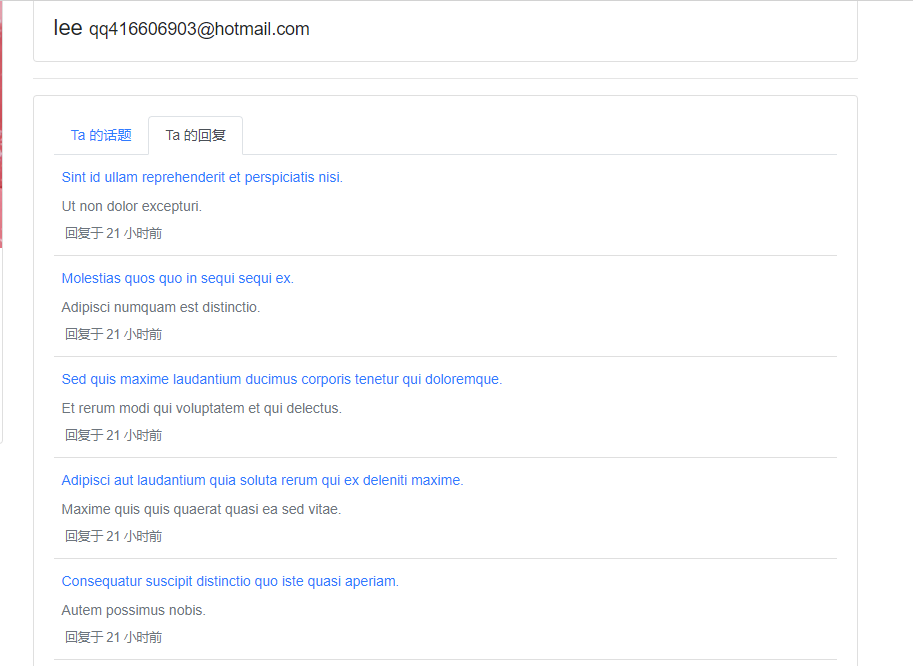 lee qq416606903@hotmail.com
Ta 的话题 Ta 的回复
Sint id ullam reprehenderit et perspiciatis nisi.
Ut non dolor excepturi.
回复于 21 小时前
Molestias quos quo in sequi sequi ex.
Adipisci numquam est distinctio.
回复于 21 小时前
Sed quis maxime laudantium ducimus corporis tenetur qui doloremque.
Et rerum modi qui voluptatem et qui delectus.
回复于 21 小时前
Adipisci aut laudantium quia soluta rerum qui ex deleniti maxime.
Maxime quis quis quaerat quasi ea sed vitae.
回复于 21 小时前
Consequatur suscipit distinctio quo iste quasi aperiam.
Autem possimus nobis.
回复于 21 小时前